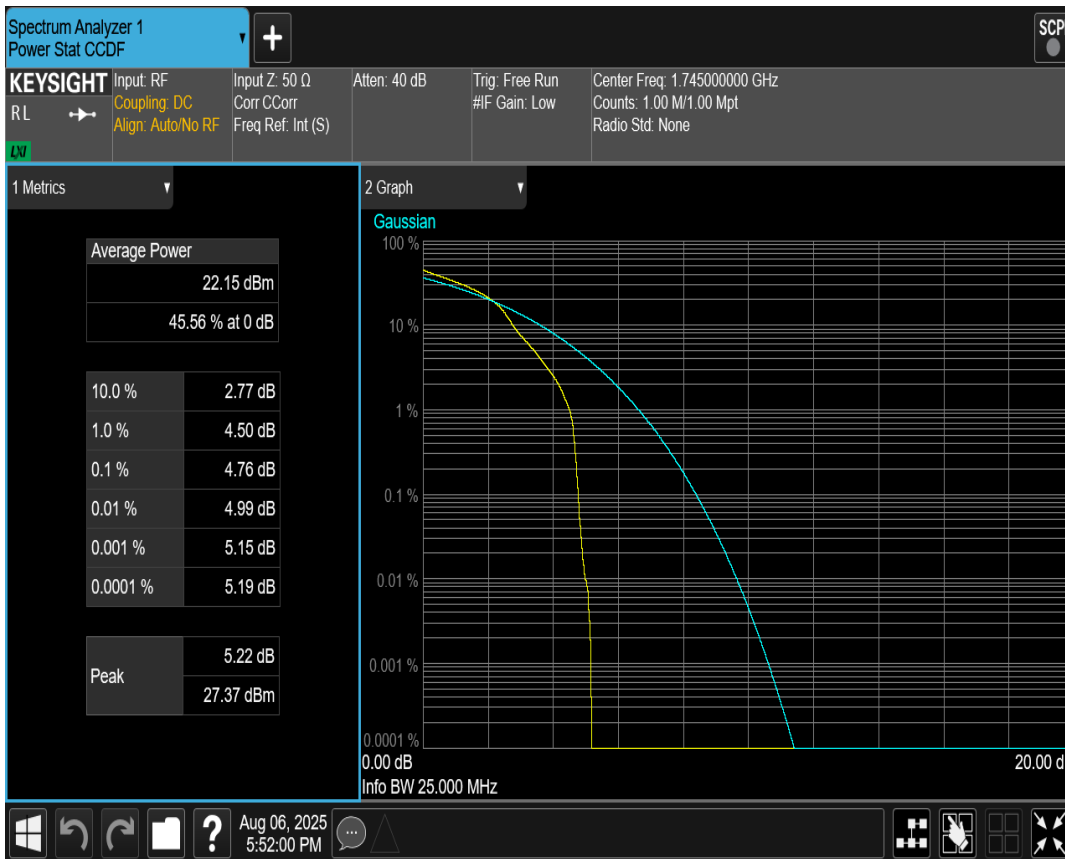 Spectrum Analyzer 1
Power Stat CCDF
+
SCP
KEYSIGHT
RL
LXI
Input: RF
Coupling: DC
Align: Auto/No RF
Input Z: 50 Ω
Corr CCorr
Freq Ref: Int (S)
Atten: 40 dB
Trig: Free Run
#IF Gain: Low
Center Freq: 1.745000000 GHz
Counts: 1.00 M/1.00 Mpt
Radio Std: None
1 Metrics
Average Power
22.15 dBm
45.56 % at 0 dB
10.0 % 2.77 dB
1.0 % 4.50 dB
0.1 % 4.76 dB
0.01 % 4.99 dB
0.001 % 5.15 dB
0.0001 % 5.19 dB
Peak
5.22 dB
27.37 dBm
2 Graph
Gaussian
100 %
10 %
1 %
0.1 %
0.01 %
0.001 %
0.0001 %
0.00 dB 20.00 d
Info BW 25.000 MHz
?
Aug 06, 2025
5:52:00 PM